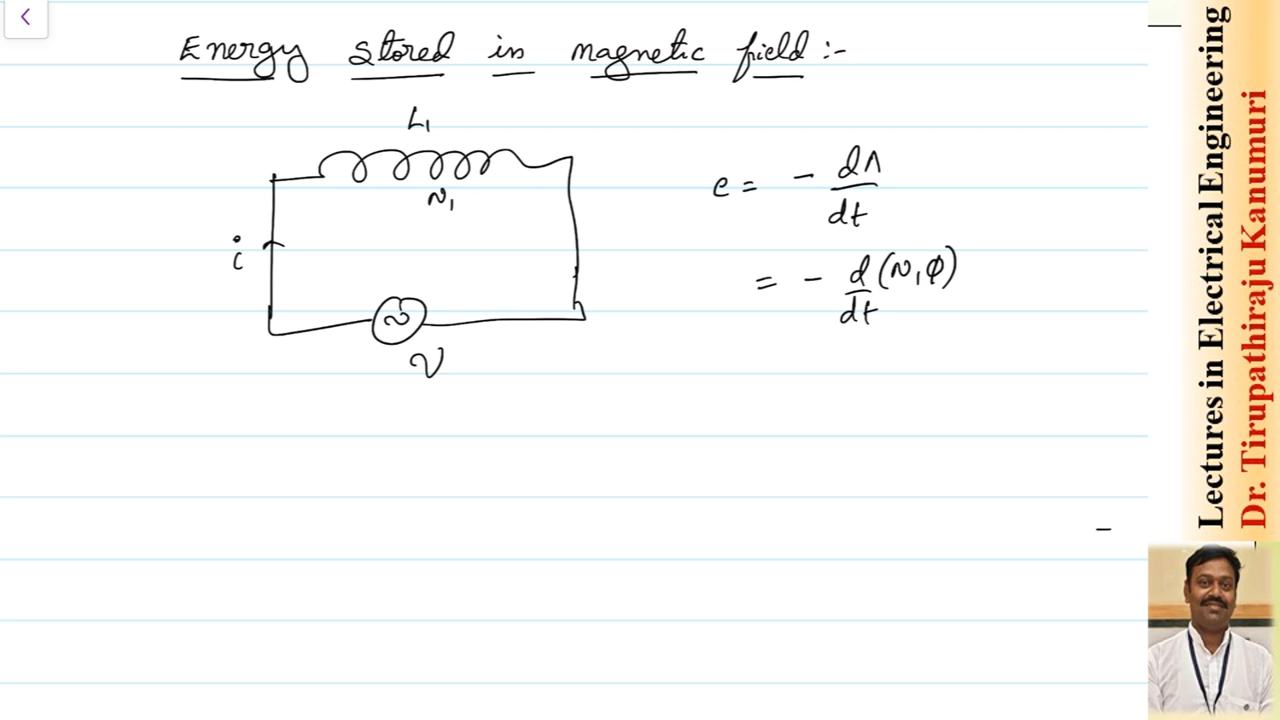 Energy stored in magnetic field :-
L₁
N₁
i
V
e = - dΛ/dt
= - d/dt (N₁φ)
Lectures in Electrical Engineering
Dr. Tirupathiraju Kanumuri